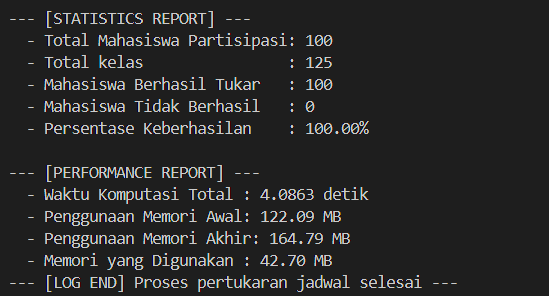 --- [STATISTICS REPORT] ---
- Total Mahasiswa Partisipasi: 100
- Total kelas : 125
- Mahasiswa Berhasil Tukar : 100
- Mahasiswa Tidak Berhasil : 0
- Persentase Keberhasilan : 100.00%
--- [PERFORMANCE REPORT] ---
- Waktu Komputasi Total : 4.0863 detik
- Penggunaan Memori Awal: 122.09 MB
- Penggunaan Memori Akhir: 164.79 MB
- Memori yang Digunakan : 42.70 MB
--- [LOG END] Proses pertukaran jadwal selesai ---